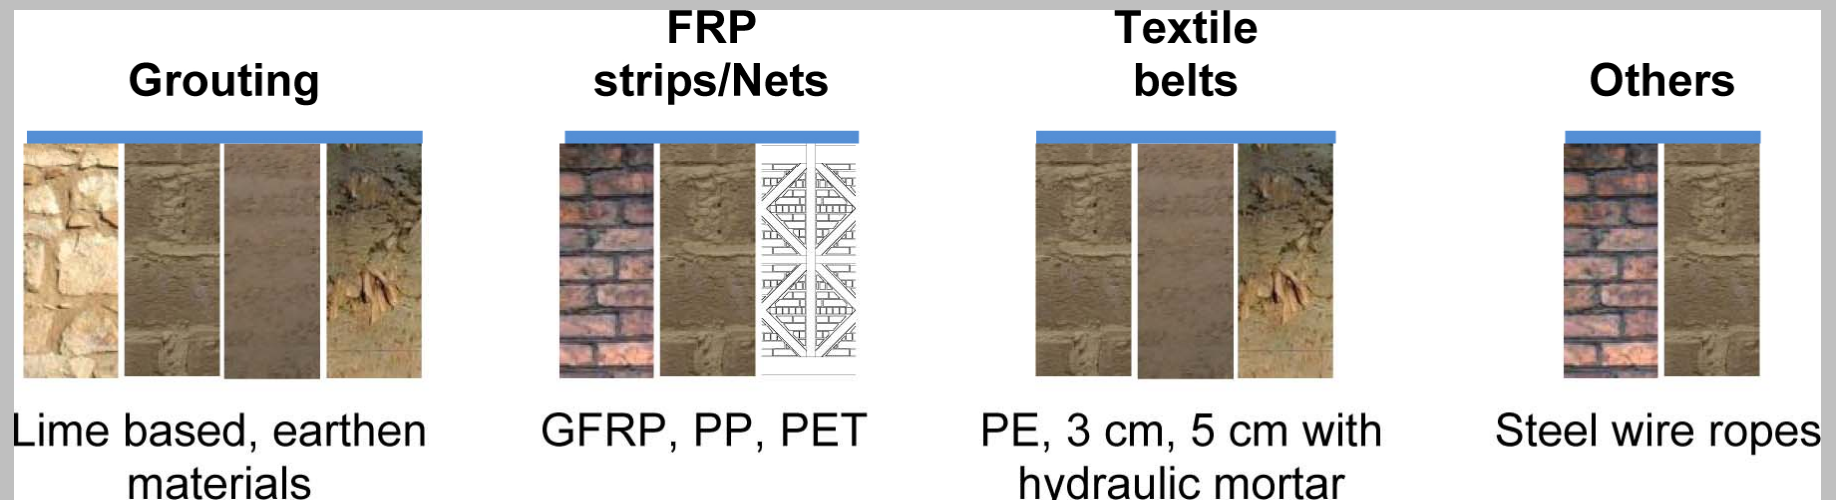 Grouting
Lime based, earthen
materials
FRP
strips/Nets
GFRP, PP, PET
Textile
belts
PE, 3 cm, 5 cm with
hydraulic mortar
Others
Steel wire ropes